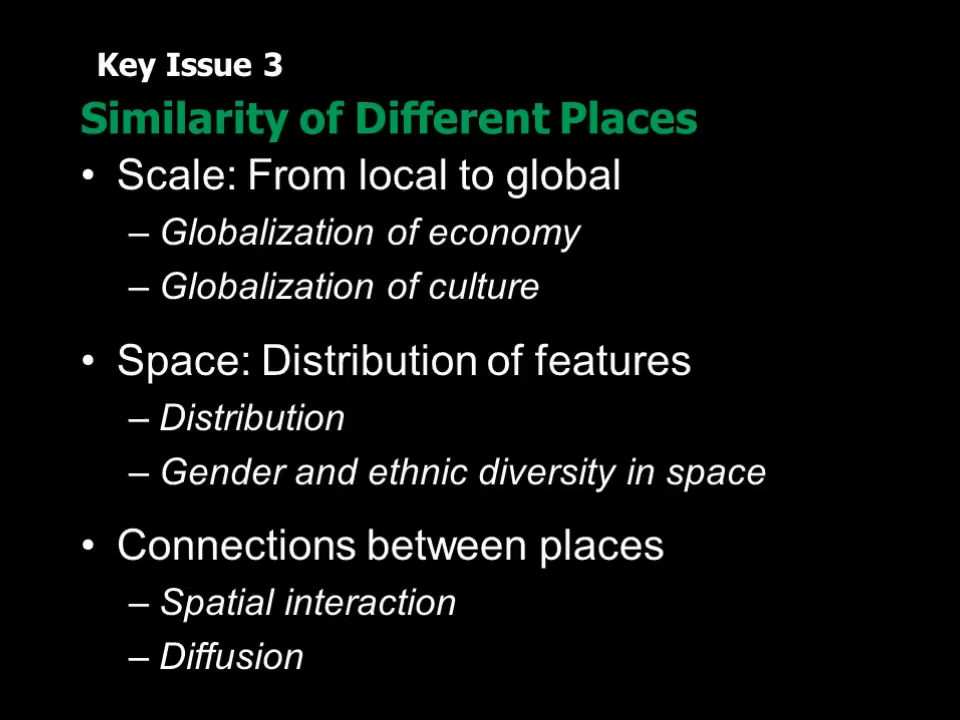 Key Issue 3
Similarity of Different Places
• Scale: From local to global
– Globalization of economy
– Globalization of culture
• Space: Distribution of features
– Distribution
– Gender and ethnic diversity in space
• Connections between places
– Spatial interaction
– Diffusion